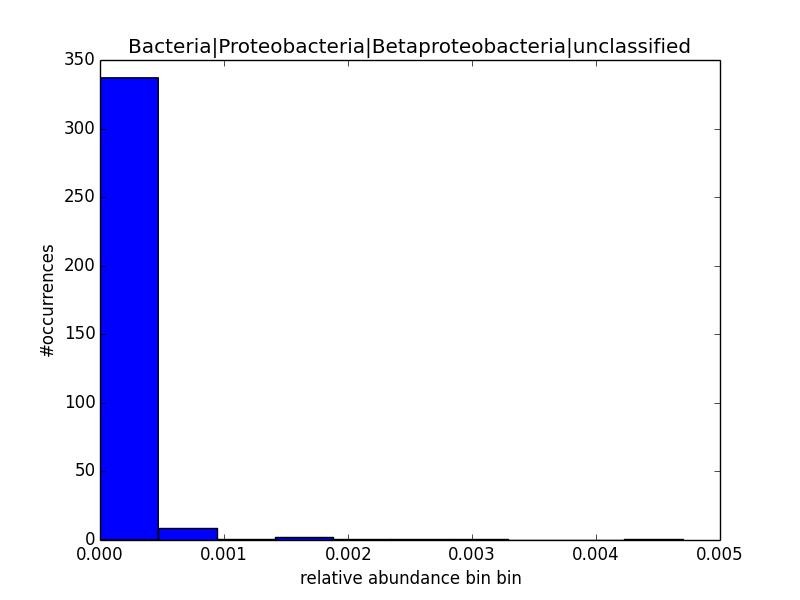 Bacteria|Proteobacteria|Betaproteobacteria|unclassified
350
300
250
200
150
100
50
0
0.000 0.001 0.002 0.003 0.004 0.005
#occurrences
relative abundance bin bin